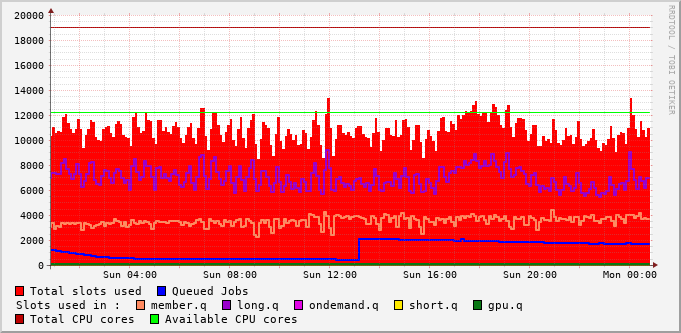 20000
18000
16000
14000
12000
10000
8000
6000
4000
2000
0
Sun 04:00 Sun 08:00 Sun 12:00 Sun 16:00 Sun 20:00 Mon 00:00
RRDTOOL / TOBI OETIKER
Total slots used Queued Jobs
Slots used in : member.q long.q ondemand.q short.q gpu.q
Total CPU cores Available CPU cores